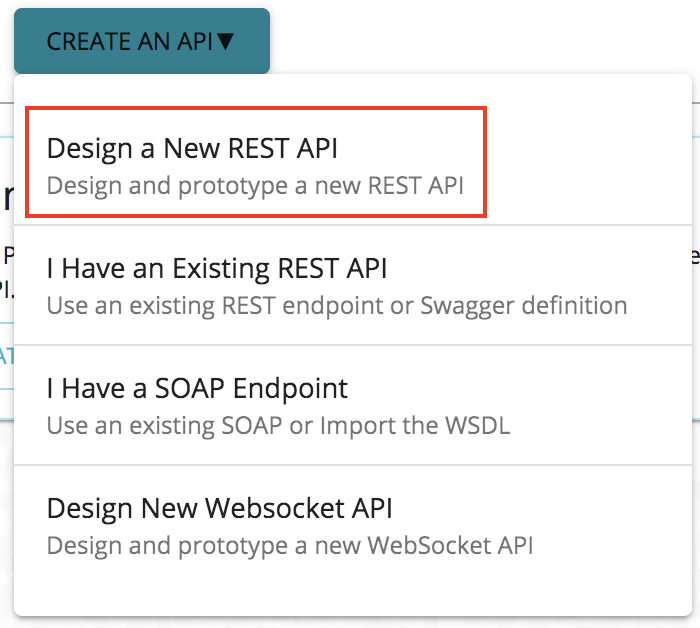 CREATE AN API▼
Design a New REST API
Design and prototype a new REST API
I Have an Existing REST API
Use an existing REST endpoint or Swagger definition
I Have a SOAP Endpoint
Use an existing SOAP or Import the WSDL
Design New Websocket API
Design and prototype a new WebSocket API